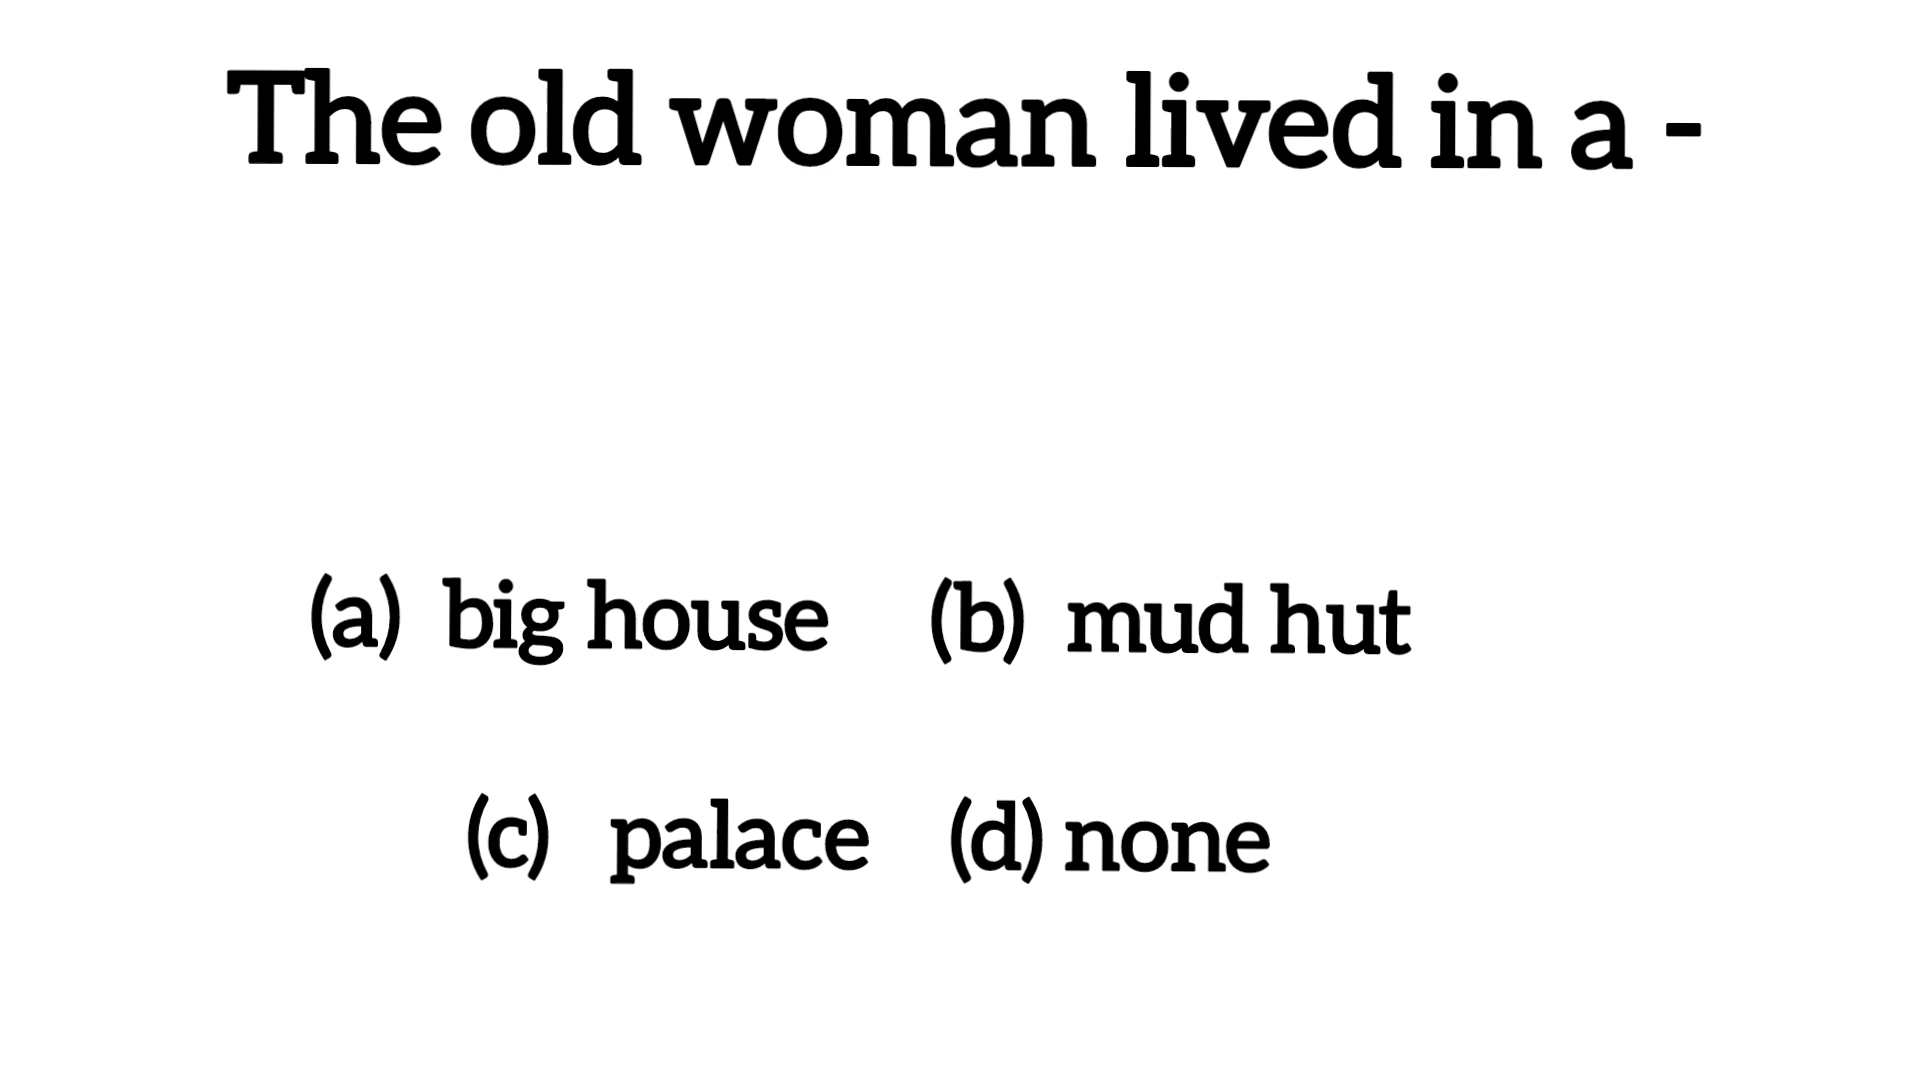 The old woman lived in a -
(a) big house (b) mud hut
(c) palace (d) none